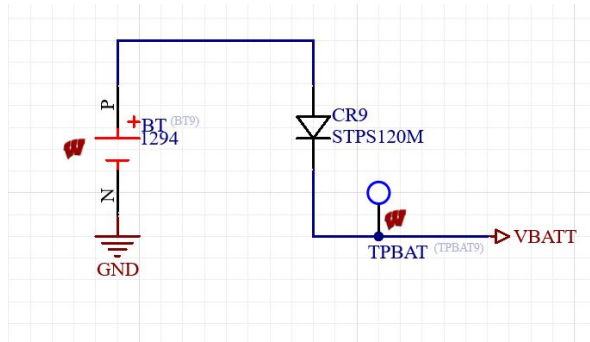 P
CR9
BT (BT9)
STPS120M
1294
N
VBATT
TPBAT (TPBAT9)
GND